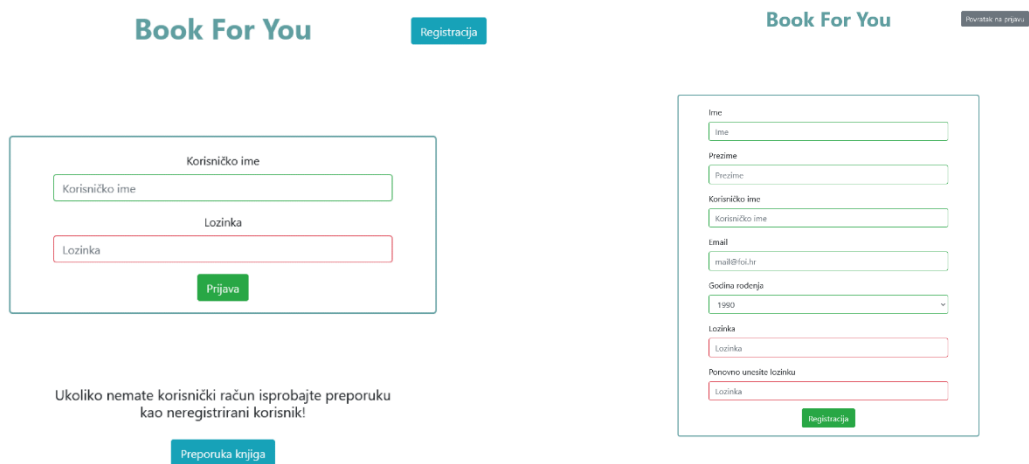 Book For You
Registracija
Korisničko ime
Korisničko ime
Lozinka
Lozinka
Prijava
Ukoliko nemate korisnički račun isprobajte preporuku
kao neregistrirani korisnik!
Preporuka knjiga
Book For You
Povratak na prijavu
Ime
Ime
Prezime
Prezime
Korisničko ime
Korisničko ime
Email
mail@foi.hr
Godina rođenja
1990
Lozinka
Lozinka
Ponovno unesite lozinku
Lozinka
Registracija